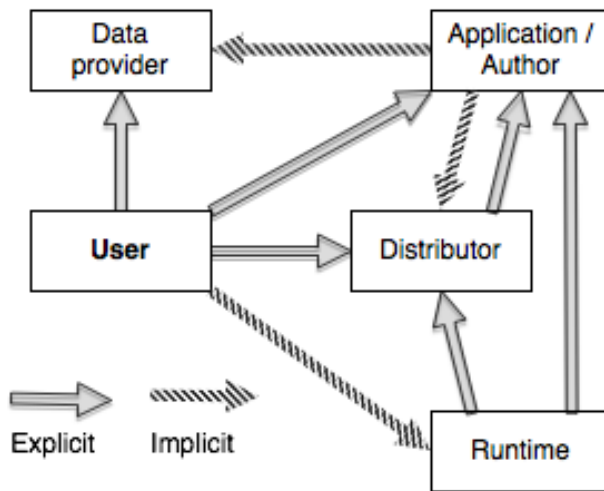 Data
provider
Application /
Author
User
Distributor
Explicit
Implicit
Runtime